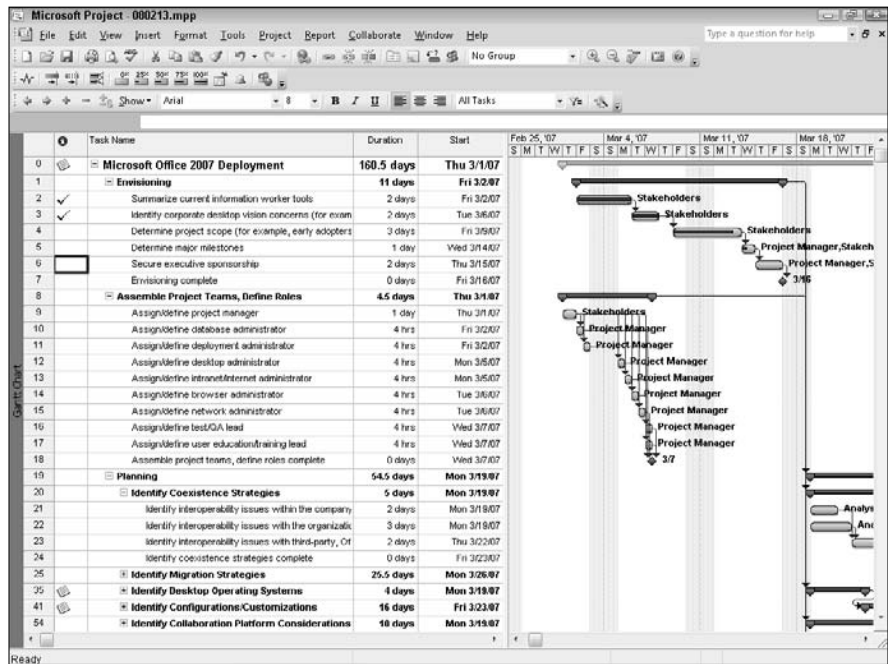 Microsoft Project - 000213.mpp
File Edit View Insert Format Tools Project Report Collaborate Window Help Type a question for help
No Group
Show Arial 8 B I U All Tasks
Task Name Duration Start Feb 25, '07 Mar 4, '07 Mar 11, '07 Mar 18, '07
S M T W T F S S M T W T F S S M T W T F S S M T W T F
0 Microsoft Office 2007 Deployment 160.5 days Thu 3/1/07
1 Envisioning 11 days Fri 3/2/07
2 Summarize current information worker tools 2 days Fri 3/2/07 Stakeholders
3 Identify corporate desktop vision concerns (for exam 2 days Tue 3/6/07 Stakeholders
4 Determine project scope (for example, early adopters 3 days Fri 3/9/07 Stakeholders
5 Determine major milestones 1 day Wed 3/14/07 Project Manager,Stakeh
6 Secure executive sponsorship 2 days Thu 3/15/07 Project Manager,S
7 Envisioning complete 0 days Fri 3/16/07 3/16
8 Assemble Project Teams, Define Roles 4.5 days Thu 3/1/07
9 Assign/define project manager 1 day Thu 3/1/07 Stakeholders
10 Assign/define database administrator 4 hrs Fri 3/2/07 Project Manager
11 Assign/define deployment administrator 4 hrs Fri 3/2/07 Project Manager
12 Assign/define desktop administrator 4 hrs Mon 3/5/07 Project Manager
13 Assign/define intranet/internet administrator 4 hrs Mon 3/5/07 Project Manager
14 Assign/define browser administrator 4 hrs Tue 3/6/07 Project Manager
15 Assign/define network administrator 4 hrs Tue 3/6/07 Project Manager
16 Assign/define test/QA lead 4 hrs Wed 3/7/07 Project Manager
17 Assign/define user education/training lead 4 hrs Wed 3/7/07 Project Manager
18 Assemble project teams, define roles complete 0 days Wed 3/7/07 3/7
19 Planning 54.5 days Mon 3/19/07
20 Identify Coexistence Strategies 5 days Mon 3/19/07
21 Identify interoperability issues within the company 2 days Mon 3/19/07 Analys
22 Identify interoperability issues with the organizatic 3 days Mon 3/19/07 Ana
23 Identify interoperability issues with third-party, Of 2 days Thu 3/22/07
24 Identify coexistence strategies complete 0 days Fri 3/23/07
25 Identify Migration Strategies 25.5 days Mon 3/26/07
35 Identify Desktop Operating Systems 4 days Mon 3/19/07
41 Identify Configurations/Customizations 16 days Fri 3/23/07
54 Identify Collaboration Platform Considerations 10 days Mon 3/19/07
Gantt Chart
Ready